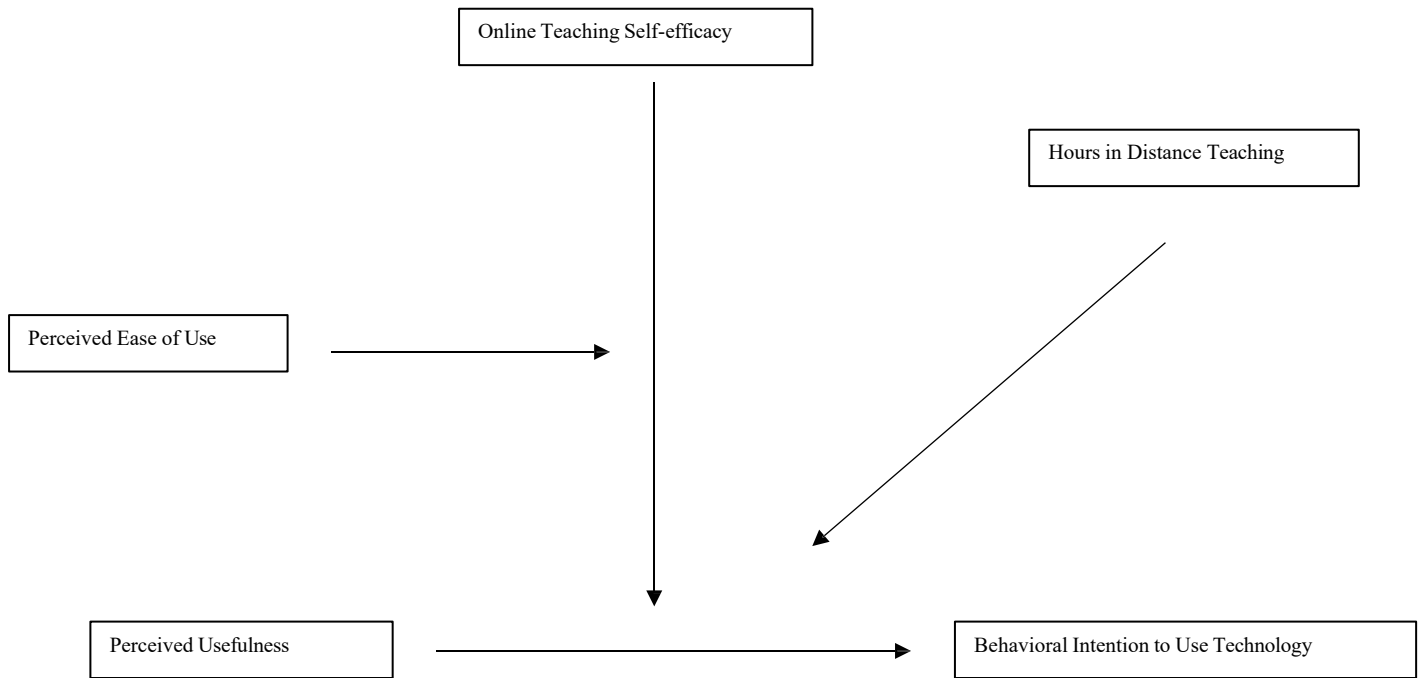 Online Teaching Self-efficacy
Hours in Distance Teaching
Perceived Ease of Use
Perceived Usefulness
Behavioral Intention to Use Technology